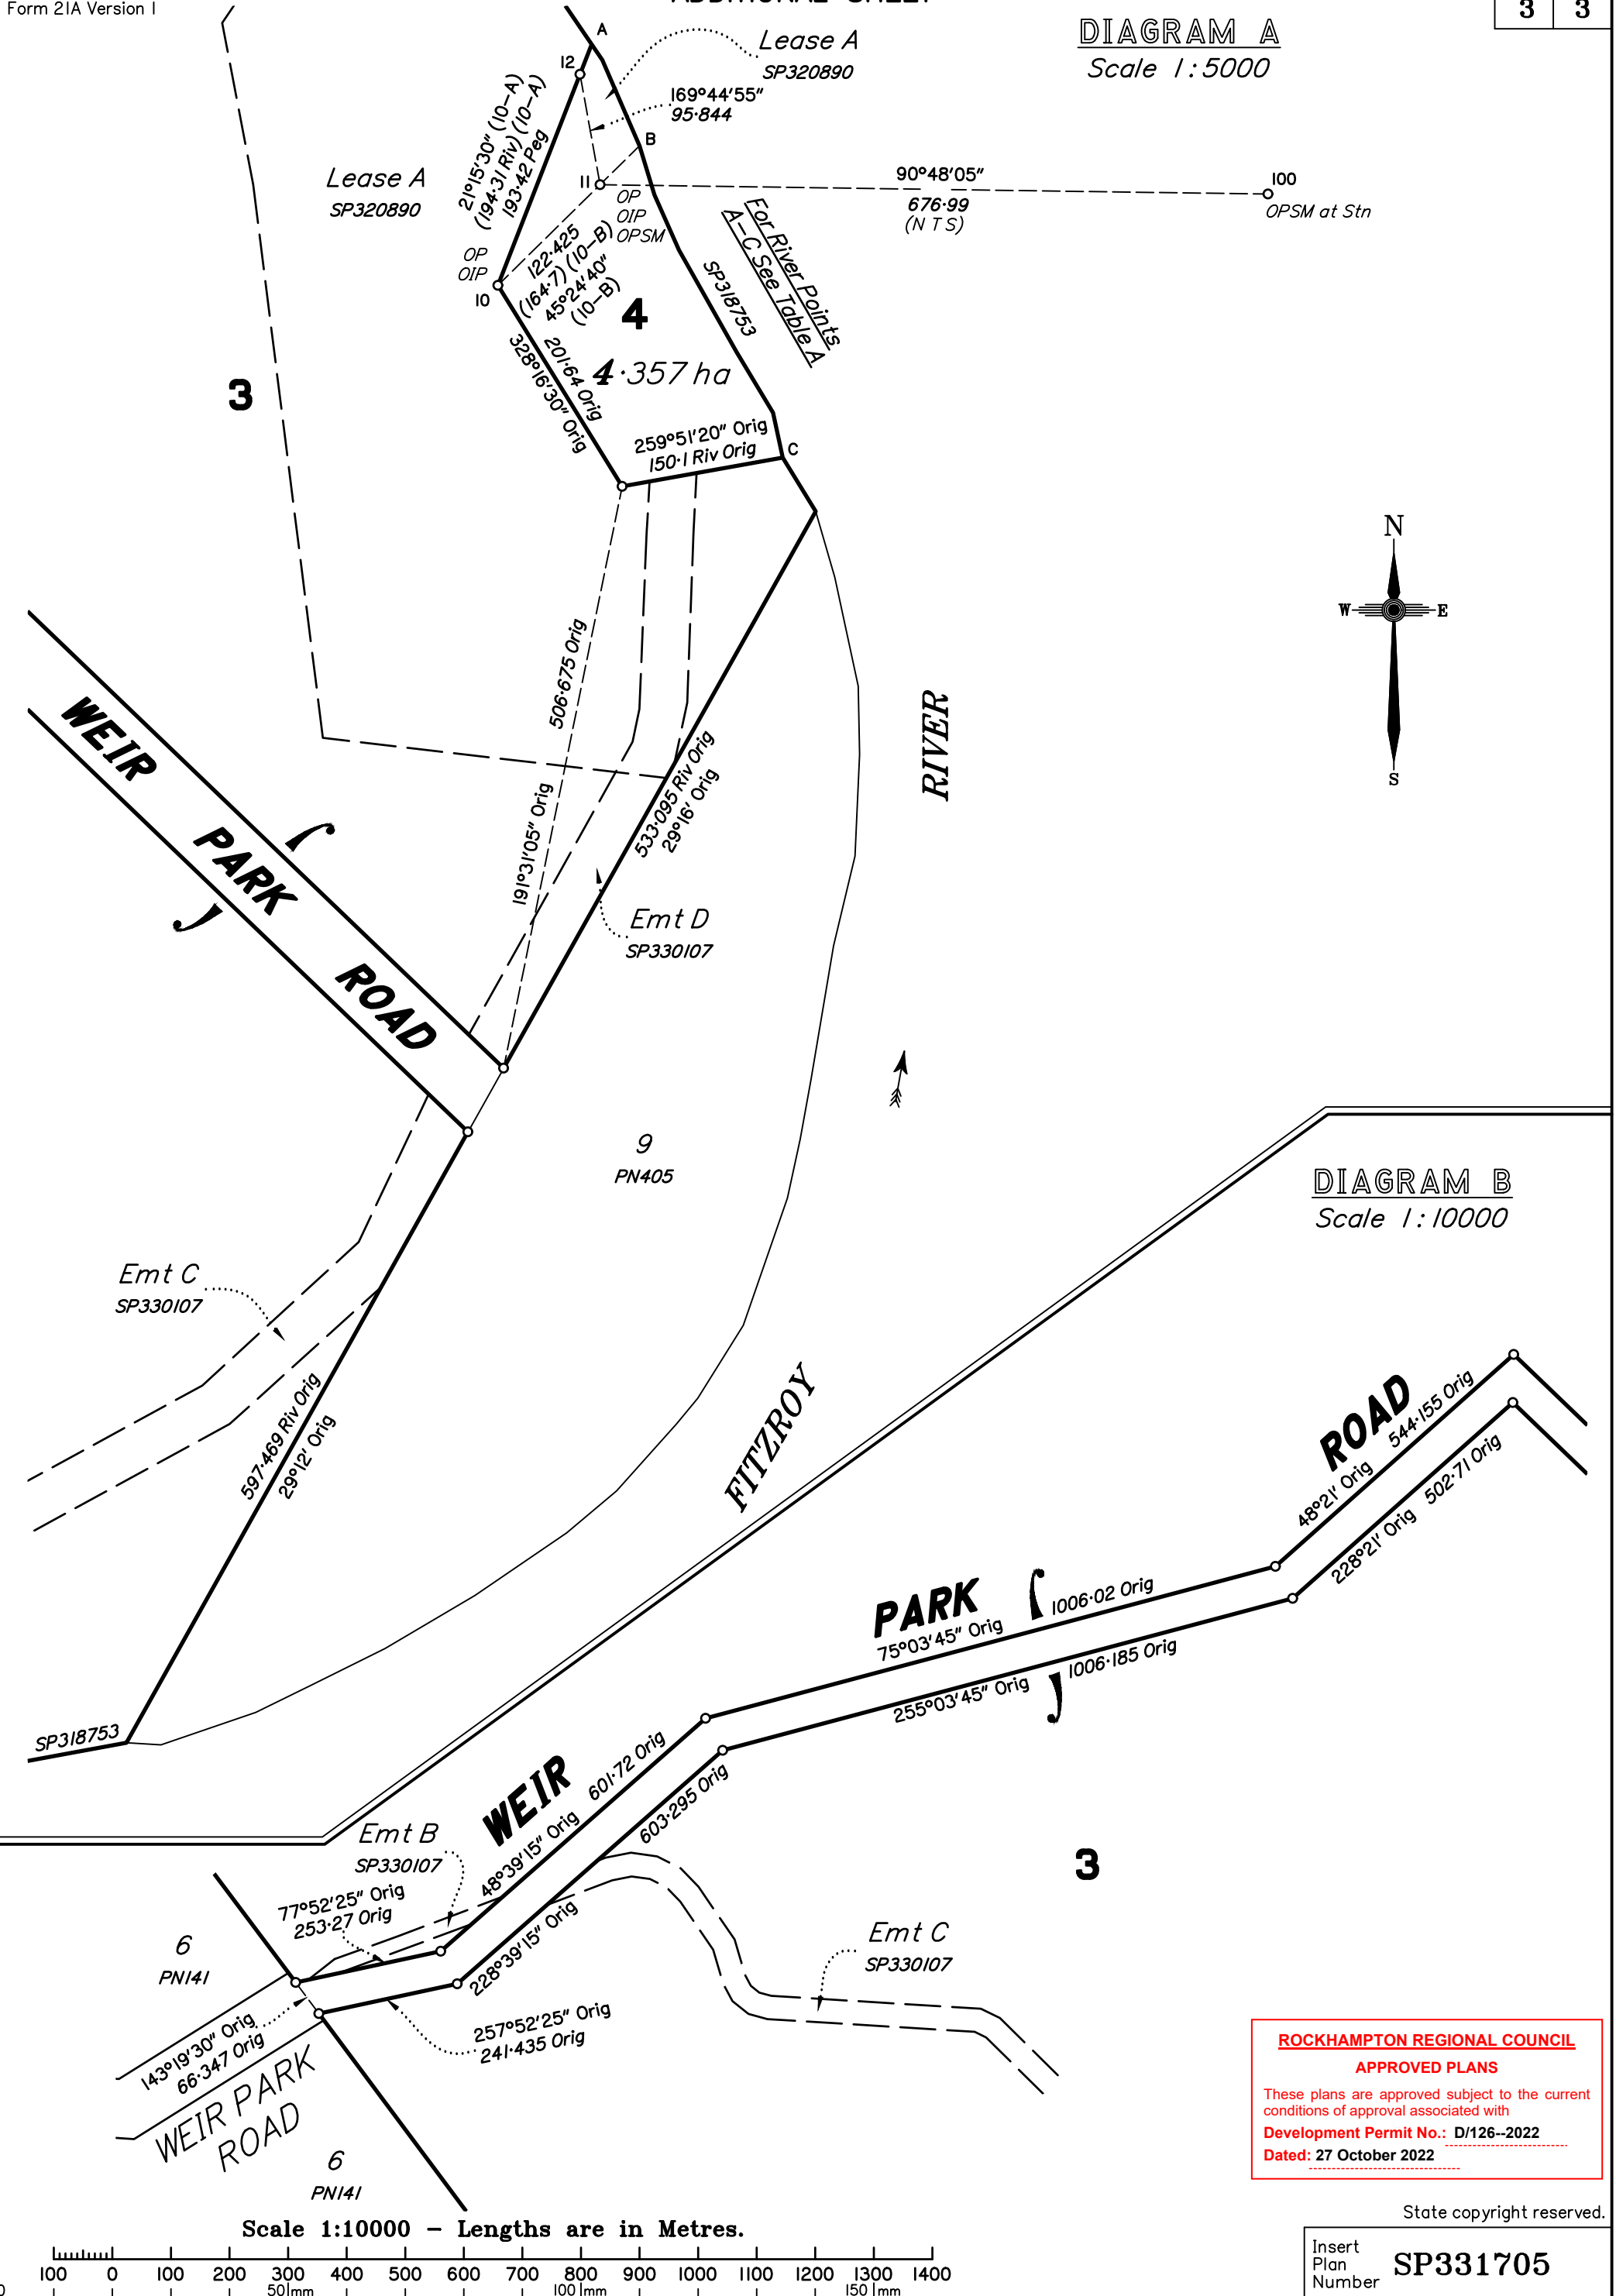 Form 21A Version 1
ADDITIONAL SHEET
3 3
DIAGRAM A
Scale 1:5000
A
Lease A
SP320890
12
169°44'55"
95·844
B
21°15'30" (10-A)
(194·31 Riv) (10-A)
193·42 Peg
Lease A
SP320890
11
OP
OIP
OPSM
90°48'05"
676·99
(NTS)
100
OPSM at Stn
OP
OIP
10
122·425
(164·7) (10-B)
45°24'40"
(10-B)
For River Points
A-C See Table A
SP318753
4
4·357 ha
3
201·64 Orig
328°16'30" Orig
259°51'20" Orig
150·1 Riv Orig
C
N
W E
S
506·675 Orig
191°31'05" Orig
533·095 Riv Orig
29°16' Orig
RIVER
WEIR PARK ROAD
Emt D
SP330107
9
PN405
DIAGRAM B
Scale 1:10000
Emt C
SP330107
597·469 Riv Orig
29°12' Orig
FITZROY
SP318753
ROAD
544·155 Orig
48°21' Orig
502·71 Orig
228°21' Orig
PARK
1006·02 Orig
75°03'45" Orig
1006·185 Orig
255°03'45" Orig
WEIR
601·72 Orig
48°39'15" Orig
603·295 Orig
228°39'15" Orig
Emt B
SP330107
77°52'25" Orig
253·27 Orig
3
6
PN141
Emt C
SP330107
257°52'25" Orig
241·435 Orig
143°19'30" Orig
66·347 Orig
WEIR PARK
ROAD
6
PN141
ROCKHAMPTON REGIONAL COUNCIL
APPROVED PLANS
These plans are approved subject to the current
conditions of approval associated with
Development Permit No.: D/126--2022
Dated: 27 October 2022
State copyright reserved.
Scale 1:10000 – Lengths are in Metres.
100 0 100 200 300 400 500 600 700 800 900 1000 1100 1200 1300 1400
50mm 100mm 150mm
Insert
Plan
Number SP331705